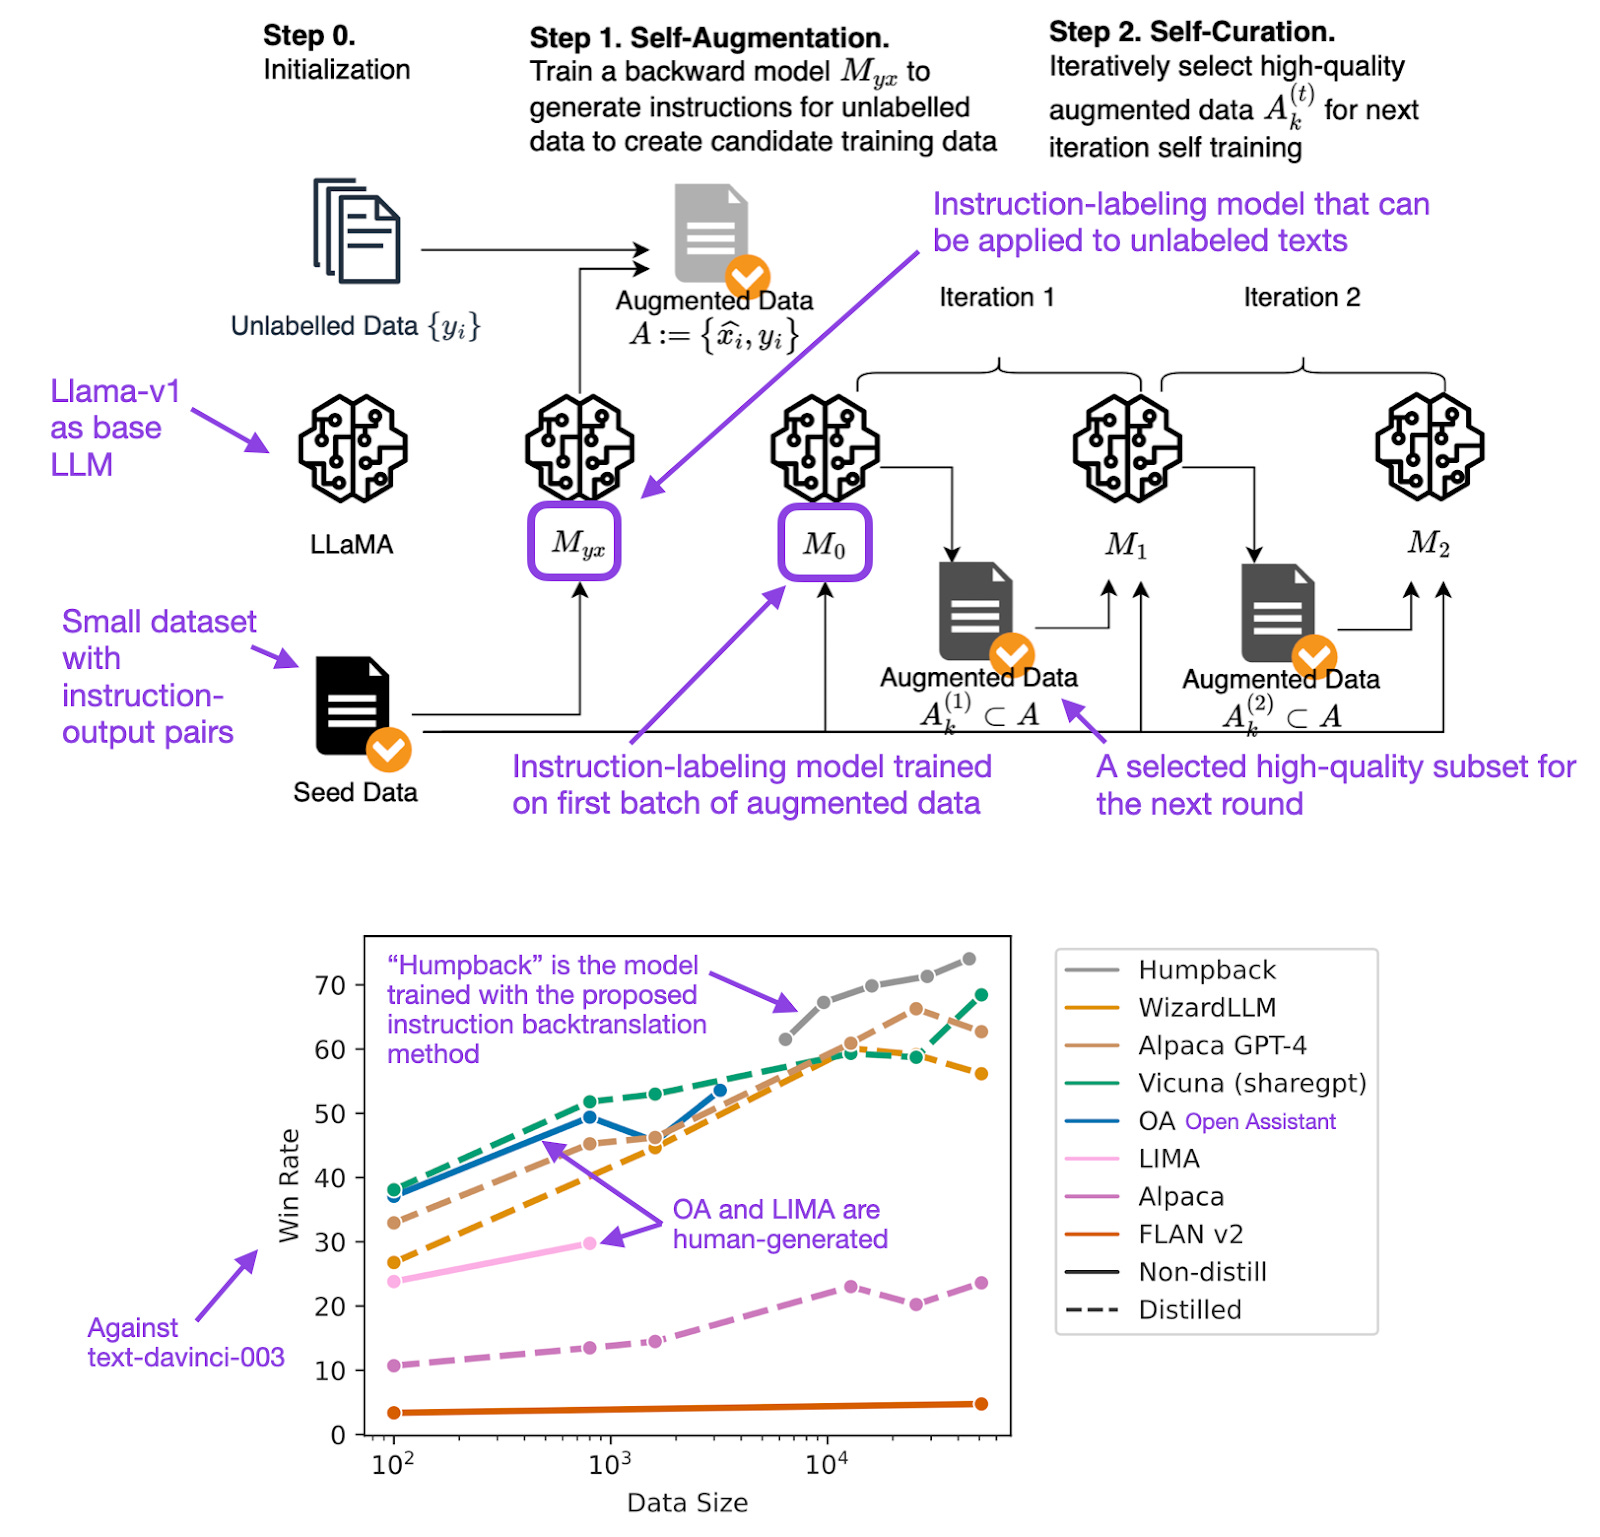 Step 0.
Initialization
Step 1. Self-Augmentation.
Train a backward model M_yx to
generate instructions for unlabelled
data to create candidate training data
Step 2. Self-Curation.
Iteratively select high-quality
augmented data A_k^(t) for next
iteration self training
Instruction-labeling model that can
be applied to unlabeled texts
Unlabelled Data {y_i}
Augmented Data
A := {x̂_i, y_i}
Iteration 1
Iteration 2
Llama-v1
as base
LLM
LLaMA
M_yx
M_0
M_1
M_2
Small dataset
with
instruction-
output pairs
Seed Data
Augmented Data
A_k^(1) ⊂ A
Augmented Data
A_k^(2) ⊂ A
Instruction-labeling model trained
on first batch of augmented data
A selected high-quality subset for
the next round
“Humpback” is the model
trained with the proposed
instruction backtranslation
method
OA and LIMA are
human-generated
Against
text-davinci-003
Win Rate
70
60
50
40
30
20
10
0
10^2
10^3
10^4
Data Size
Humpback
WizardLLM
Alpaca GPT-4
Vicuna (sharegpt)
OA Open Assistant
LIMA
Alpaca
FLAN v2
Non-distill
Distilled